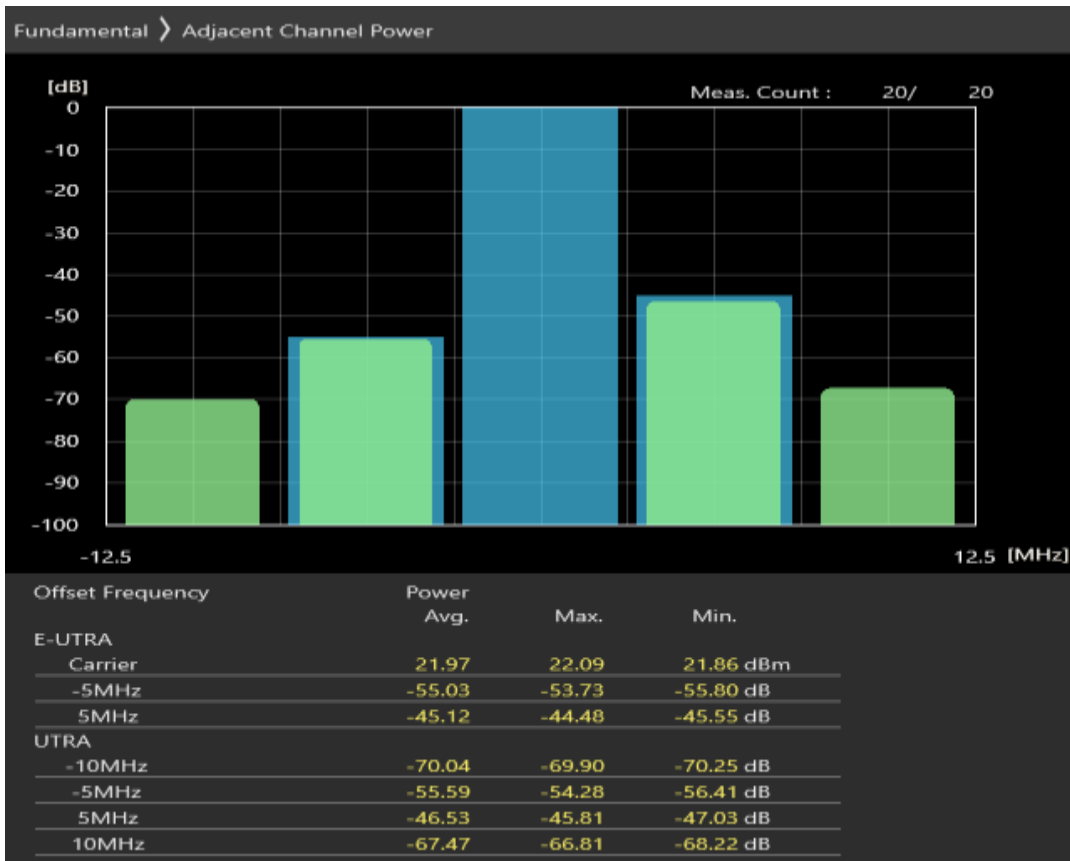 Fundamental 〉 Adjacent Channel Power
[dB]
Meas. Count : 20/ 20
0
-10
-20
-30
-40
-50
-60
-70
-80
-90
-100
-12.5 12.5 [MHz]
Offset Frequency Power
Avg. Max. Min.
E-UTRA
Carrier 21.97 22.09 21.86 dBm
-5MHz -55.03 -53.73 -55.80 dB
5MHz -45.12 -44.48 -45.55 dB
UTRA
-10MHz -70.04 -69.90 -70.25 dB
-5MHz -55.59 -54.28 -56.41 dB
5MHz -46.53 -45.81 -47.03 dB
10MHz -67.47 -66.81 -68.22 dB